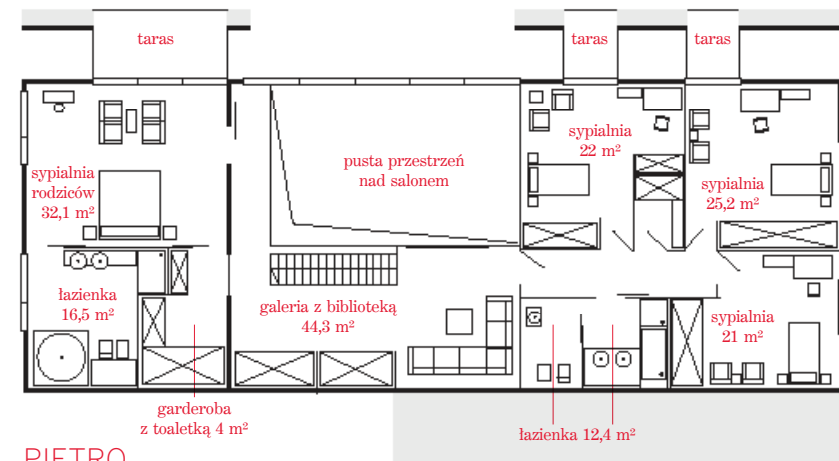 taras
taras
taras
sypialnia
rodziców
32,1 m²
pusta przestrzeń
nad salonem
sypialnia
22 m²
sypialnia
25,2 m²
łazienka
16,5 m²
galeria z biblioteką
44,3 m²
sypialnia
21 m²
garderoba
z toaletką 4 m²
łazienka 12,4 m²
PIĘTRO